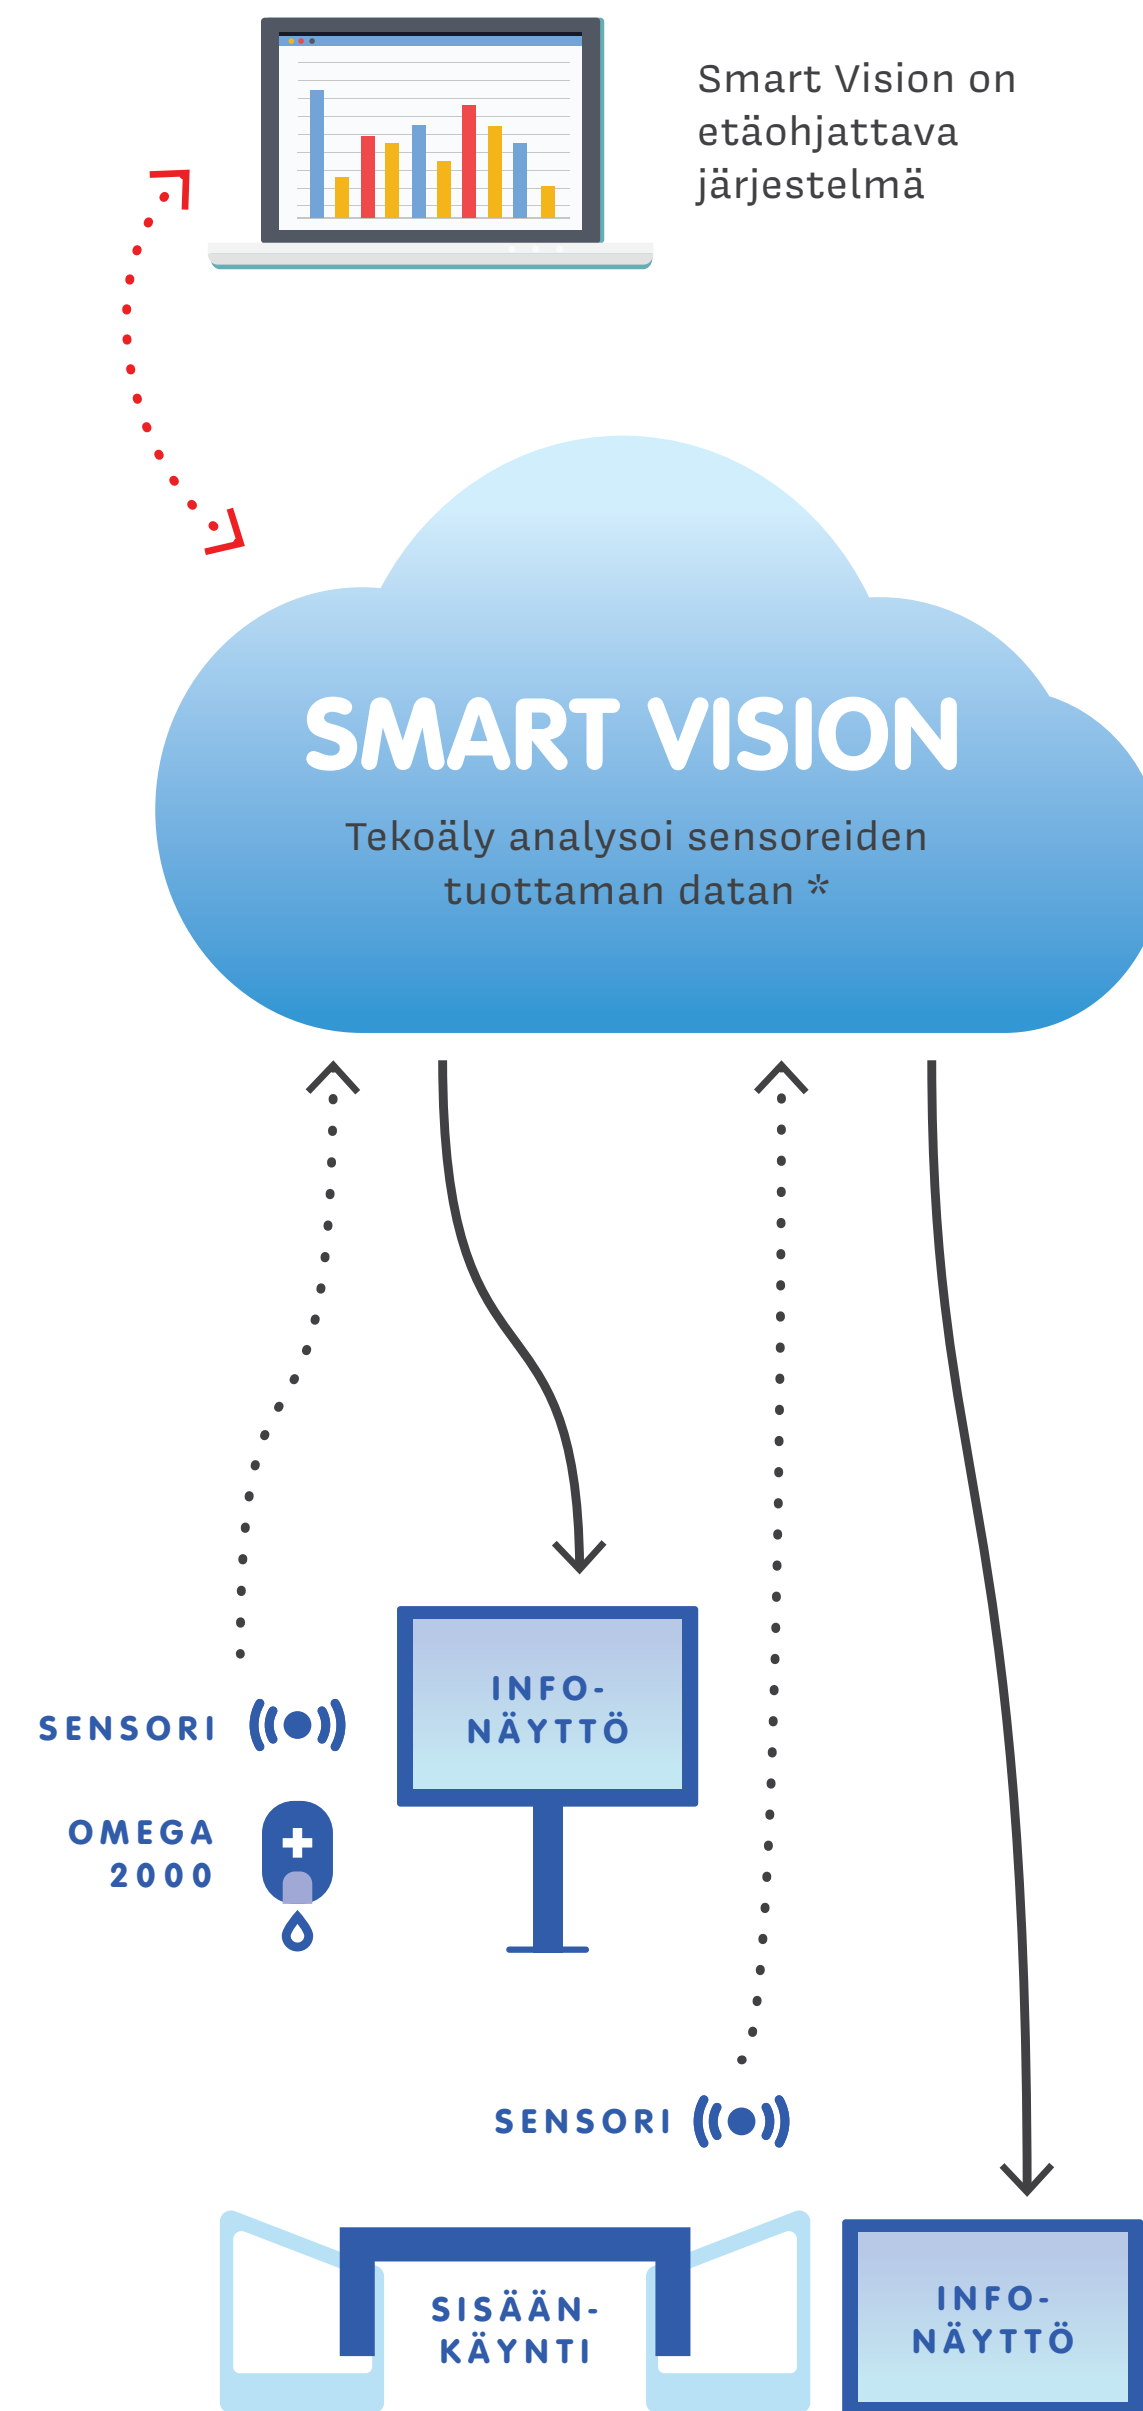 Smart Vision on
etäohjattava
järjestelmä
SMART VISION
Tekoäly analysoi sensoreiden
tuottaman datan *
INFO-
NÄYTTÖ
SENSORI
OMEGA
2000
SENSORI
SISÄÄN-
KÄYNTI
INFO-
NÄYTTÖ